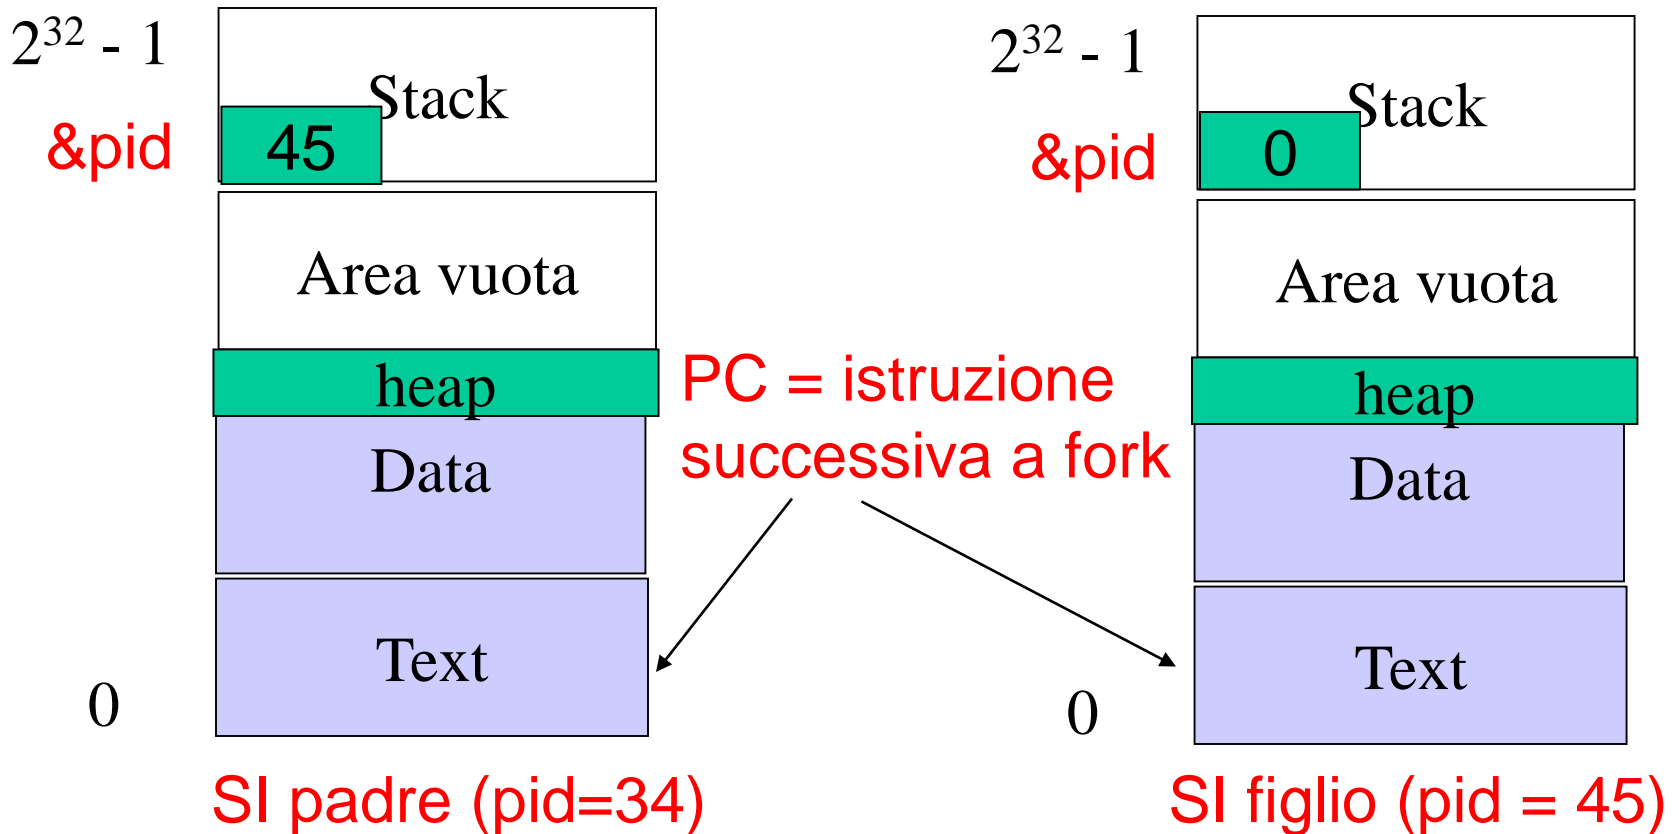 2³² - 1
Stack
&pid
45
Area vuota
heap
Data
Text
0
SI padre (pid=34)
PC = istruzione
successiva a fork
2³² - 1
Stack
&pid
0
Area vuota
heap
Data
Text
0
SI figlio (pid = 45)